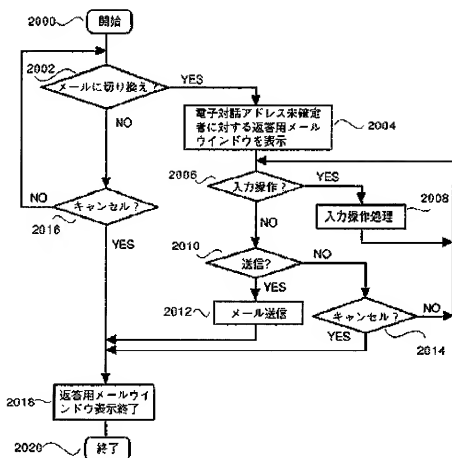 2000
開始
2002
メールに切り換え?
YES
NO
電子対話アドレス未確定
者に対する返答用メール
ウインドウを表示
2004
2006
入力操作?
YES
NO
2008
入力操作処理
NO
キャンセル?
2016
YES
2010
送信?
NO
YES
2012
メール送信
キャンセル?
NO
YES
2014
2018
返答用メールウイ
ンドウ表示終了
2020
終了